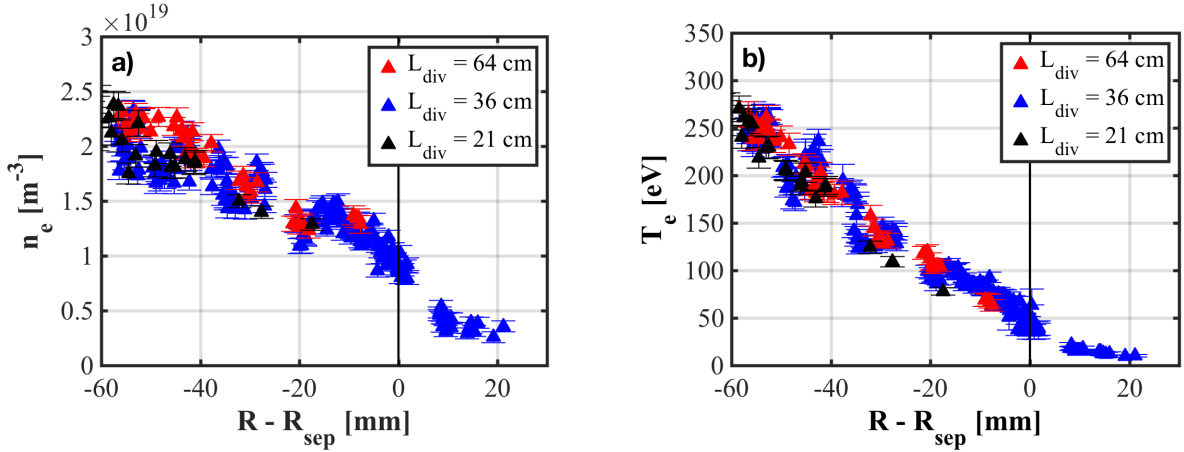 ×10^19
a)
3
2.5
2
1.5
1
0.5
0
n_e [m^-3]
-60 -40 -20 0 20
R - R_sep [mm]
L_div = 64 cm
L_div = 36 cm
L_div = 21 cm
b)
350
300
250
200
150
100
50
0
T_e [eV]
-60 -40 -20 0 20
R - R_sep [mm]
L_div = 64 cm
L_div = 36 cm
L_div = 21 cm